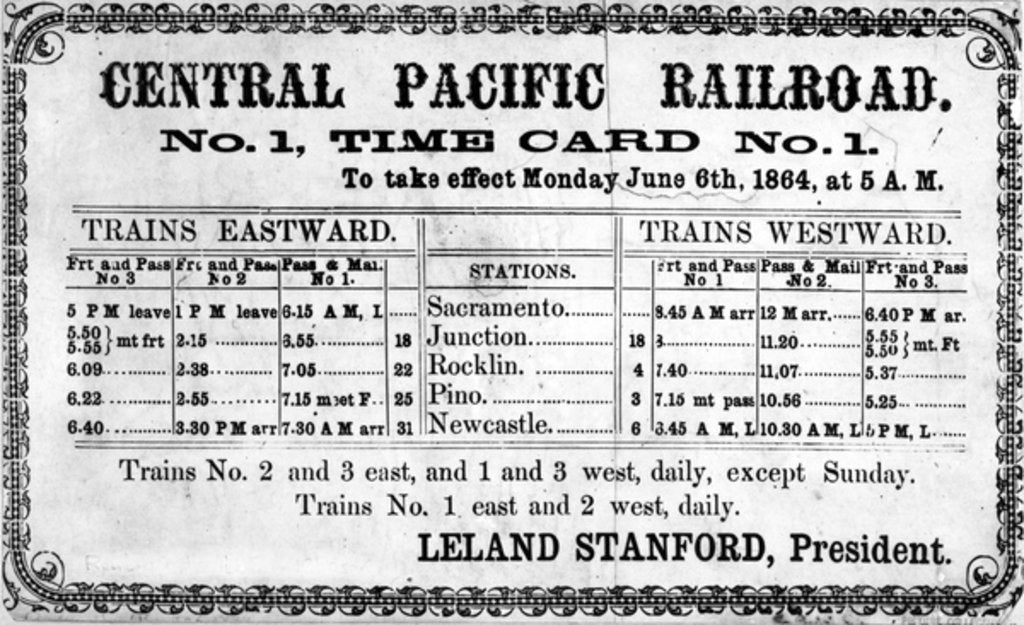 CENTRAL PACIFIC RAILROAD.
No. 1, TIME CARD No. 1.
To take effect Monday June 6th, 1864, at 5 A. M.
TRAINS EASTWARD. TRAINS WESTWARD.
Frt and Pass Frt and Pass Pass & Mail STATIONS. Frt and Pass Pass & Mail Frt and Pass
No 3 No 2 No 1. No 1 No 2. No 3.
5 P M leave 1 P M leave 6.15 A M, L ...... Sacramento.......... ...... 8.45 A M arr 12 M arr...... 6.40 P M ar.
5.50 } mt frt 2.15 6.55 18 Junction. 18 11.20 5.55 } mt. Ft
5.55 5.50
6.09 2.38 7.05 22 Rocklin. 4 7.40 11.07 5.37
6.22 2.55 7.15 meet F 25 Pino. 3 7.15 mt pass 10.56 5.25
6.40 3.30 P M arr 7.30 A M arr 31 Newcastle. 6 6.45 A M, L 10.30 A M, L 5 P M, L
Trains No. 2 and 3 east, and 1 and 3 west, daily, except Sunday.
Trains No. 1 east and 2 west, daily.
LELAND STANFORD, President.